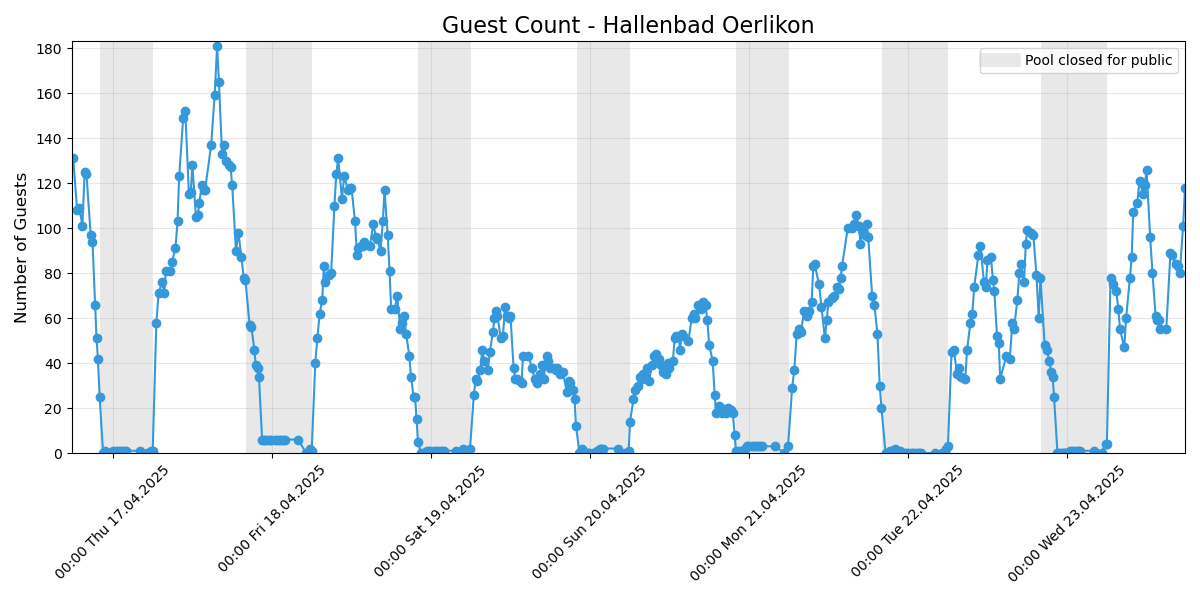 Guest Count - Hallenbad Oerlikon
Pool closed for public
Number of Guests
180
160
140
120
100
80
60
40
20
0
00:00 Thu 17.04.2025
00:00 Fri 18.04.2025
00:00 Sat 19.04.2025
00:00 Sun 20.04.2025
00:00 Mon 21.04.2025
00:00 Tue 22.04.2025
00:00 Wed 23.04.2025